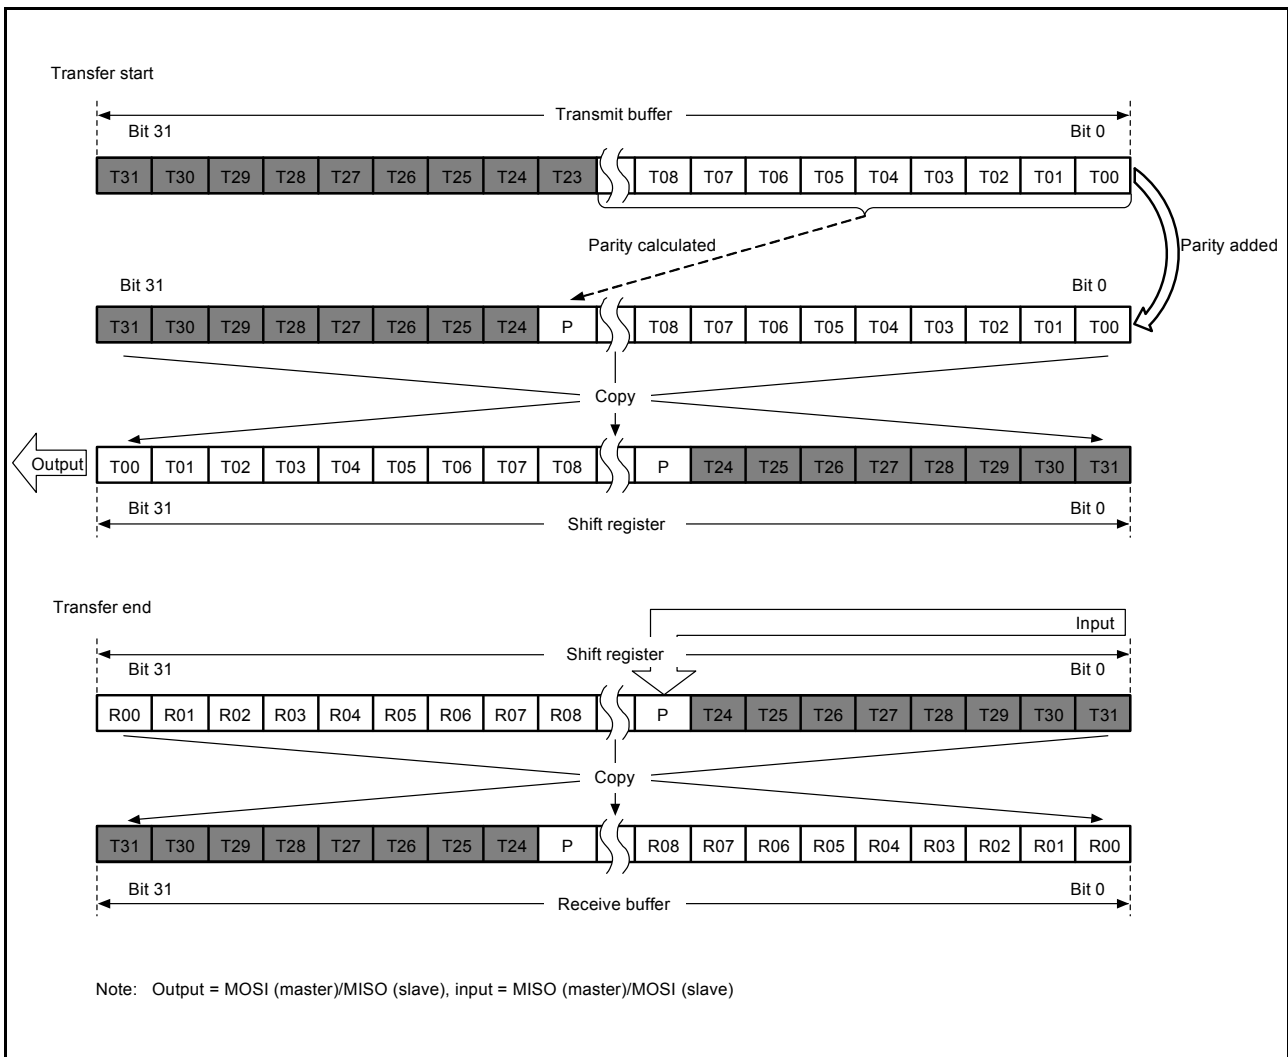 Transfer start
Transmit buffer
Bit 31 Bit 0
T31 T30 T29 T28 T27 T26 T25 T24 T23 T08 T07 T06 T05 T04 T03 T02 T01 T00
Parity calculated Parity added
Bit 31 Bit 0
T31 T30 T29 T28 T27 T26 T25 T24 P T08 T07 T06 T05 T04 T03 T02 T01 T00
Copy
Output T00 T01 T02 T03 T04 T05 T06 T07 T08 P T24 T25 T26 T27 T28 T29 T30 T31
Bit 31 Bit 0
Shift register
Transfer end
Input
Shift register
Bit 31 Bit 0
R00 R01 R02 R03 R04 R05 R06 R07 R08 P T24 T25 T26 T27 T28 T29 T30 T31
Copy
T31 T30 T29 T28 T27 T26 T25 T24 P R08 R07 R06 R05 R04 R03 R02 R01 R00
Bit 31 Bit 0
Receive buffer
Note: Output = MOSI (master)/MISO (slave), input = MISO (master)/MOSI (slave)